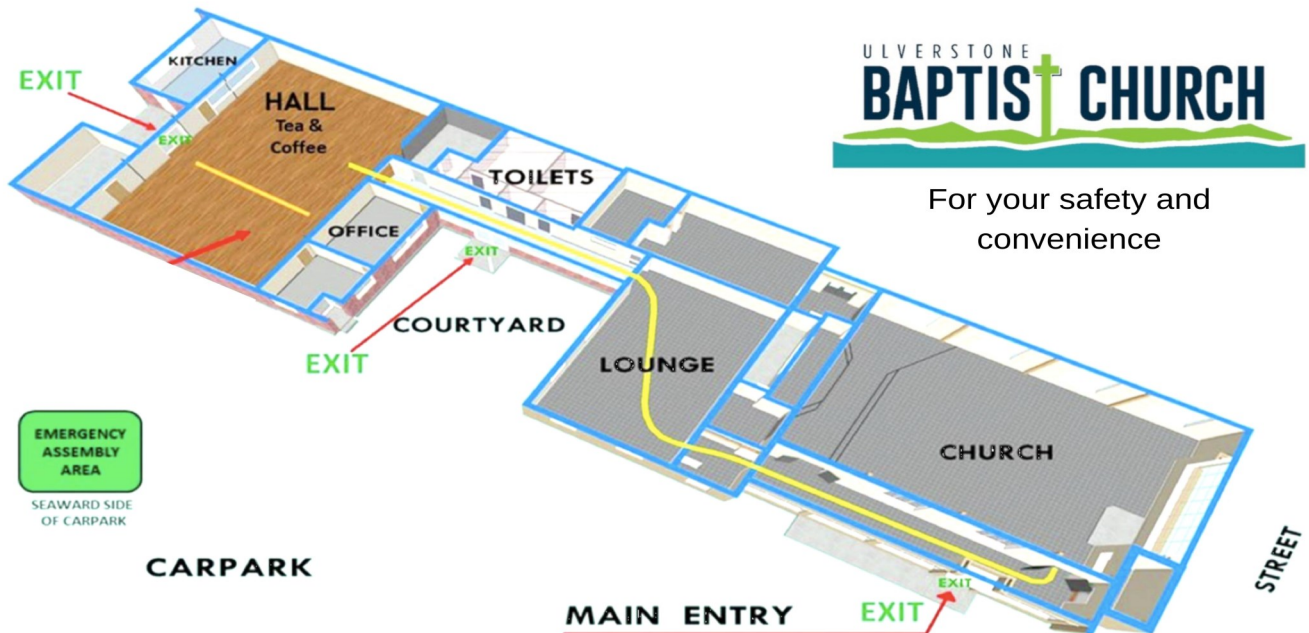 ULVERSTONE
BAPTIST CHURCH
For your safety and
convenience
KITCHEN
EXIT
EXIT
HALL
Tea &
Coffee
TOILETS
OFFICE
EXIT
COURTYARD
EXIT
LOUNGE
CHURCH
EMERGENCY
ASSEMBLY
AREA
SEAWARD SIDE
OF CARPARK
CARPARK
MAIN ENTRY
EXIT
EXIT
STREET